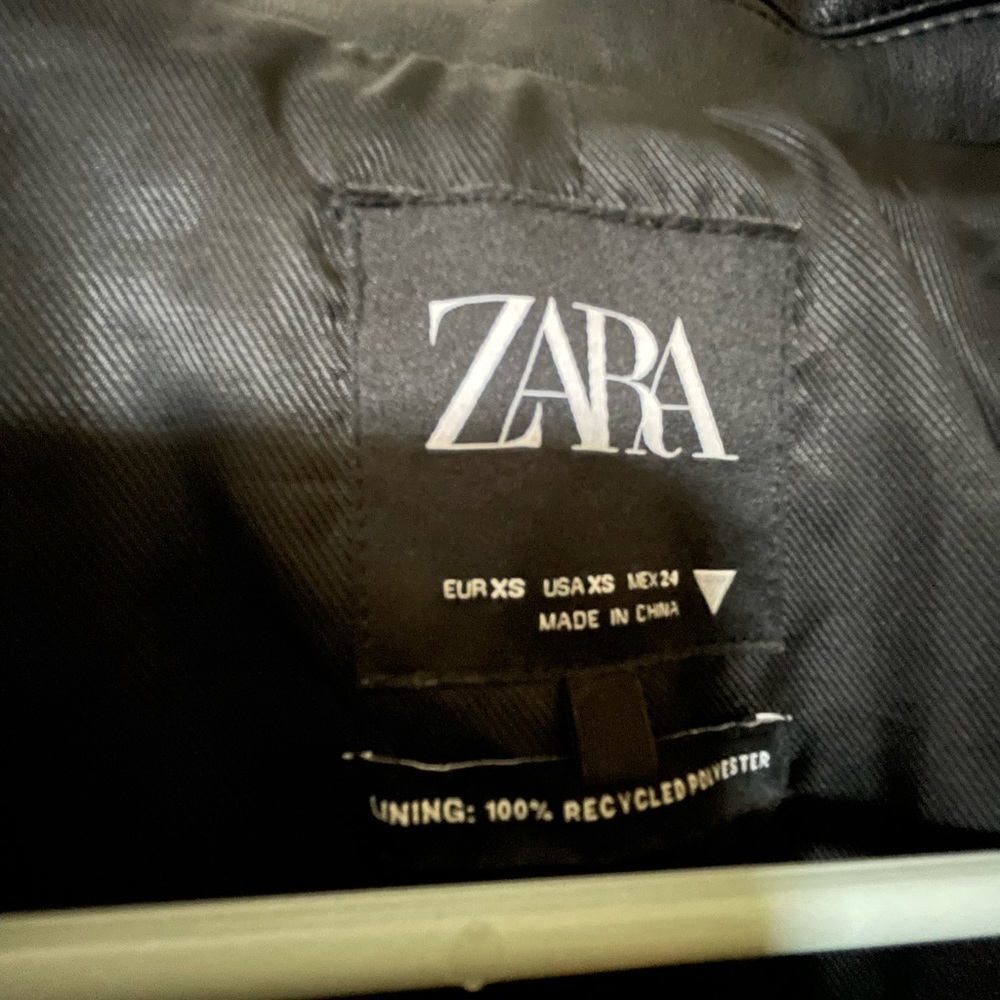 ZARA
EUR XS USA XS MEX 24
MADE IN CHINA
LINING: 100% RECYCLED POLYESTER